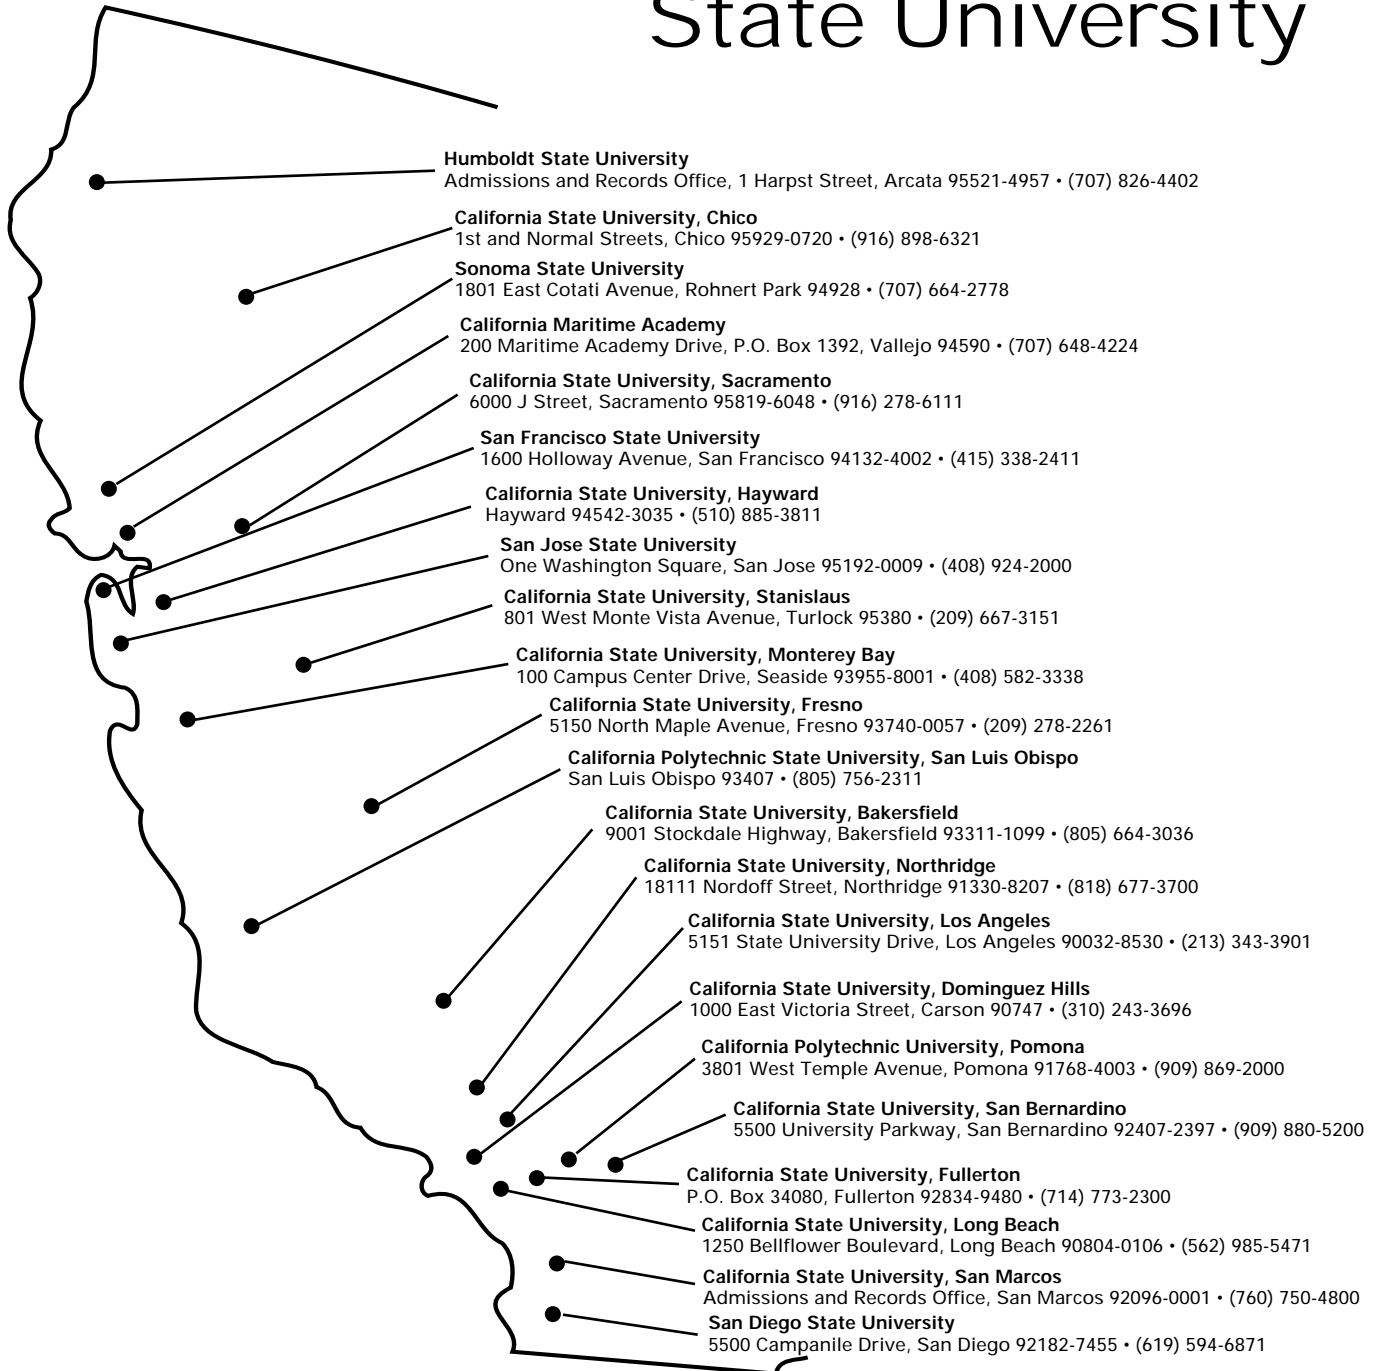 State University
Humboldt State University
Admissions and Records Office, 1 Harpst Street, Arcata 95521-4957 • (707) 826-4402
California State University, Chico
1st and Normal Streets, Chico 95929-0720 • (916) 898-6321
Sonoma State University
1801 East Cotati Avenue, Rohnert Park 94928 • (707) 664-2778
California Maritime Academy
200 Maritime Academy Drive, P.O. Box 1392, Vallejo 94590 • (707) 648-4224
California State University, Sacramento
6000 J Street, Sacramento 95819-6048 • (916) 278-6111
San Francisco State University
1600 Holloway Avenue, San Francisco 94132-4002 • (415) 338-2411
California State University, Hayward
Hayward 94542-3035 • (510) 885-3811
San Jose State University
One Washington Square, San Jose 95192-0009 • (408) 924-2000
California State University, Stanislaus
801 West Monte Vista Avenue, Turlock 95380 • (209) 667-3151
California State University, Monterey Bay
100 Campus Center Drive, Seaside 93955-8001 • (408) 582-3338
California State University, Fresno
5150 North Maple Avenue, Fresno 93740-0057 • (209) 278-2261
California Polytechnic State University, San Luis Obispo
San Luis Obispo 93407 • (805) 756-2311
California State University, Bakersfield
9001 Stockdale Highway, Bakersfield 93311-1099 • (805) 664-3036
California State University, Northridge
18111 Nordoff Street, Northridge 91330-8207 • (818) 677-3700
California State University, Los Angeles
5151 State University Drive, Los Angeles 90032-8530 • (213) 343-3901
California State University, Dominguez Hills
1000 East Victoria Street, Carson 90747 • (310) 243-3696
California Polytechnic University, Pomona
3801 West Temple Avenue, Pomona 91768-4003 • (909) 869-2000
California State University, San Bernardino
5500 University Parkway, San Bernardino 92407-2397 • (909) 880-5200
California State University, Fullerton
P.O. Box 34080, Fullerton 92834-9480 • (714) 773-2300
California State University, Long Beach
1250 Bellflower Boulevard, Long Beach 90804-0106 • (562) 985-5471
California State University, San Marcos
Admissions and Records Office, San Marcos 92096-0001 • (760) 750-4800
San Diego State University
5500 Campanile Drive, San Diego 92182-7455 • (619) 594-6871